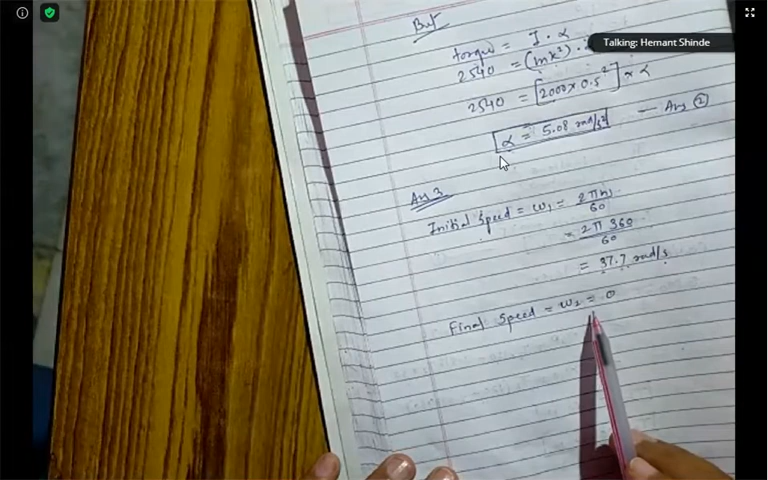 Talking: Hemant Shinde
But
torque = I . α
2540 = (mk²) .
2540 = [2000 x 0.5²] x α
α = 5.08 rad/s² — Ans ②
Ans 3
Initial Speed = ω₁ = 2πn₁/60
= 2π 360/60
= 37.7 rad/s
Final Speed = ω₂ = 0